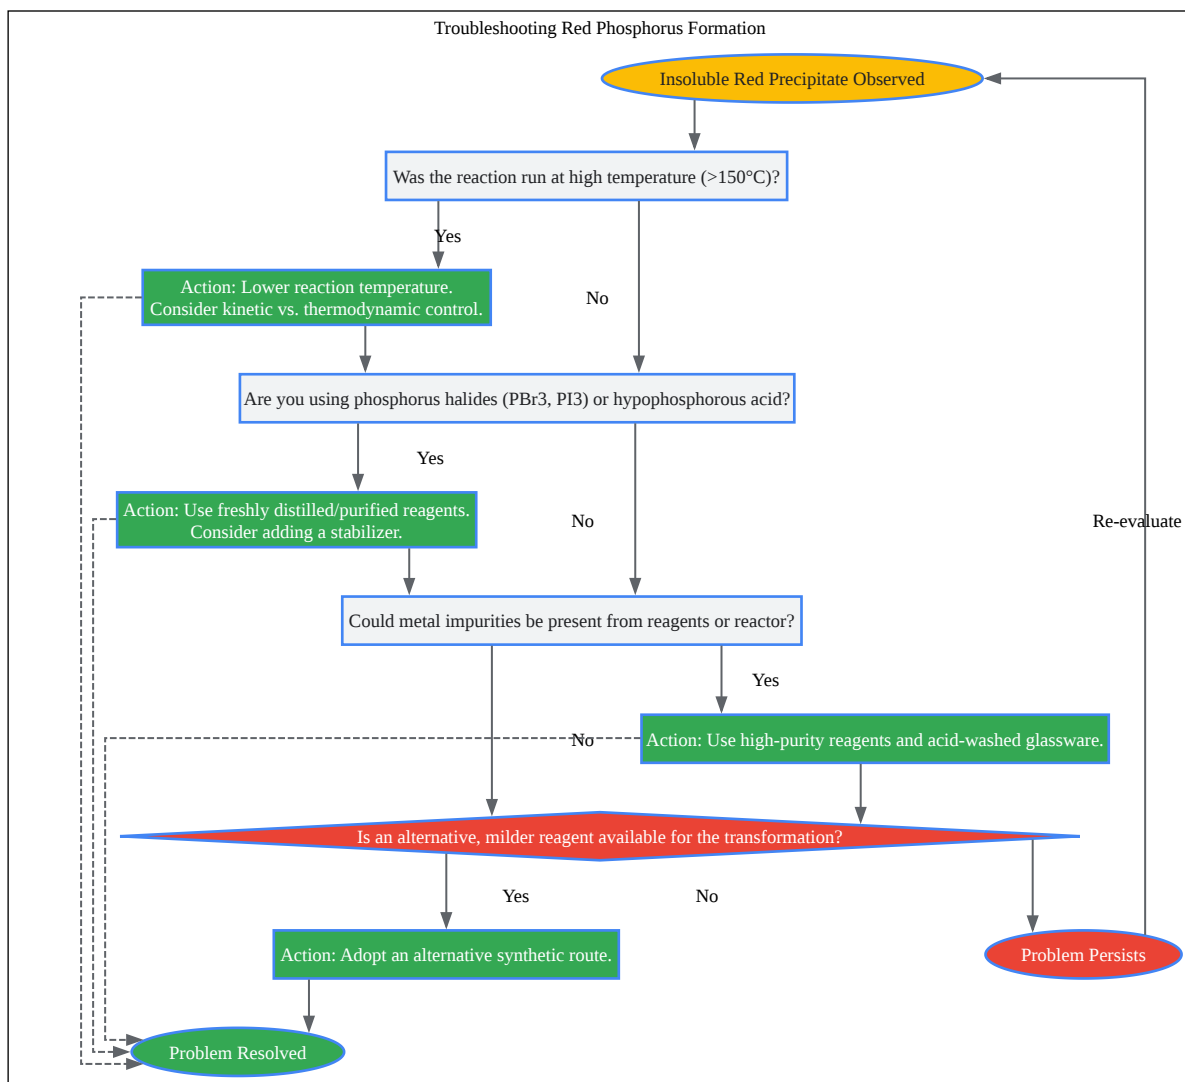 Troubleshooting Red Phosphorus Formation
Insoluble Red Precipitate Observed
Was the reaction run at high temperature (>150°C)?
Yes
Action: Lower reaction temperature.
Consider kinetic vs. thermodynamic control.
No
Are you using phosphorus halides (PBr3, PI3) or hypophosphorous acid?
Yes
Action: Use freshly distilled/purified reagents.
Consider adding a stabilizer.
No
Re-evaluate
Could metal impurities be present from reagents or reactor?
Yes
No
Action: Use high-purity reagents and acid-washed glassware.
Is an alternative, milder reagent available for the transformation?
Yes
No
Action: Adopt an alternative synthetic route.
Problem Persists
Problem Resolved